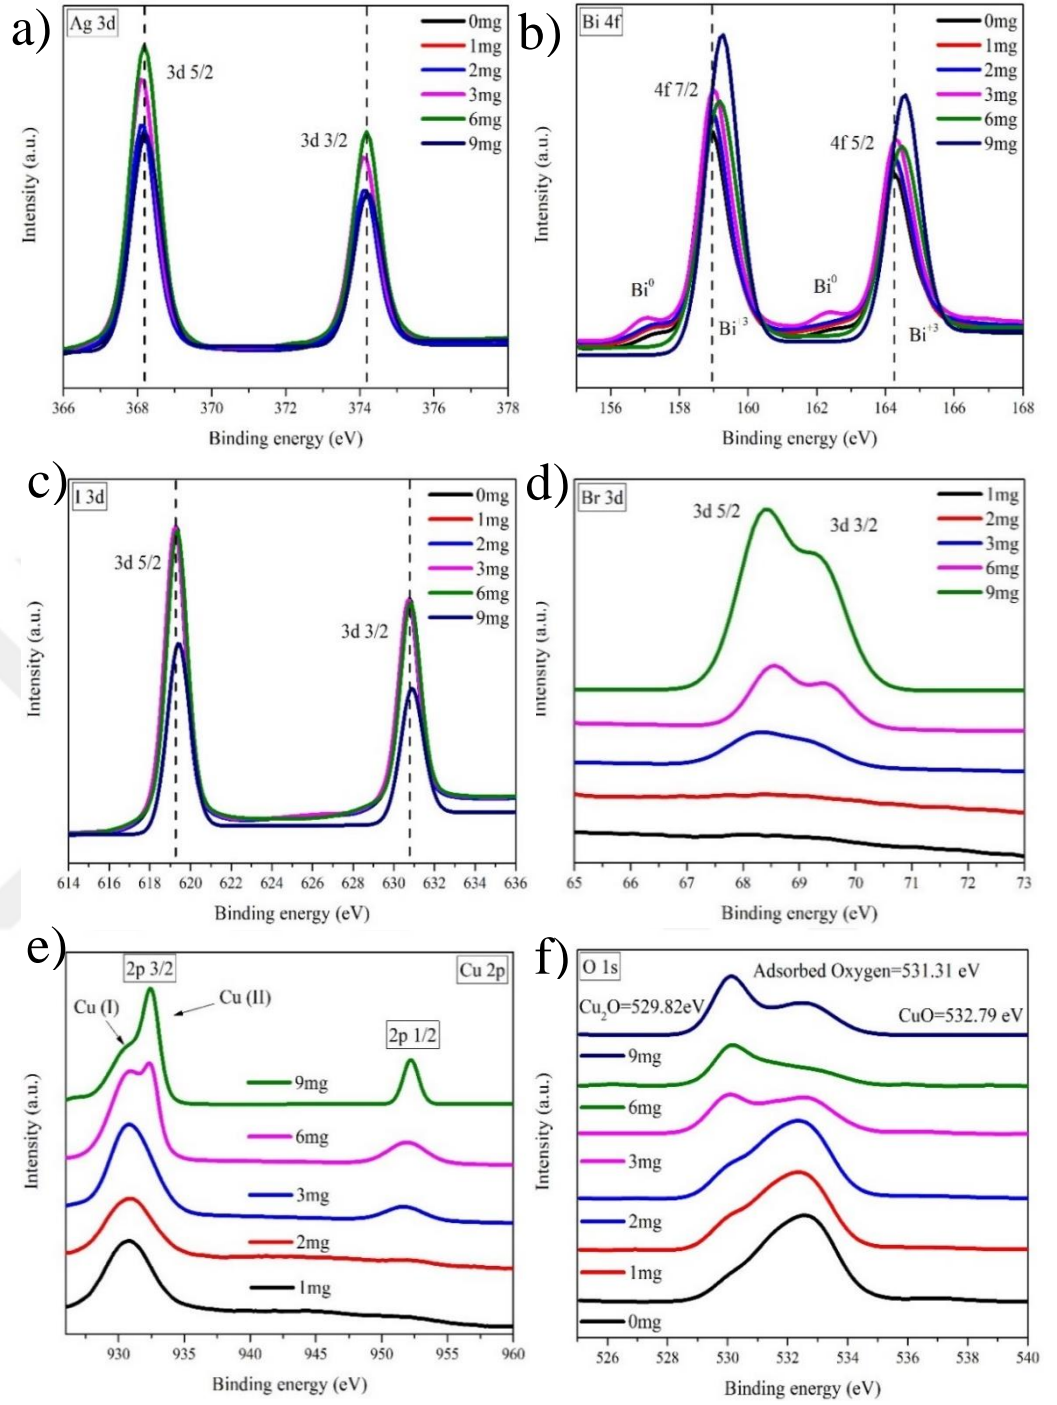 a)
Ag 3d
3d 5/2
3d 3/2
0mg
1mg
2mg
3mg
6mg
9mg
Intensity (a.u.)
366 368 370 372 374 376 378
Binding energy (eV)
b)
Bi 4f
4f 7/2
4f 5/2
Bi⁰
Bi⁰
Bi⁺³
Bi⁺³
0mg
1mg
2mg
3mg
6mg
9mg
Intensity (a.u.)
156 158 160 162 164 166 168
Binding energy (eV)
c)
I 3d
3d 5/2
3d 3/2
0mg
1mg
2mg
3mg
6mg
9mg
Intensity (a.u.)
614 616 618 620 622 624 626 628 630 632 634 636
Binding energy (eV)
d)
Br 3d
3d 5/2
3d 3/2
1mg
2mg
3mg
6mg
9mg
Intensity (a.u.)
65 66 67 68 69 70 71 72 73
Binding energy (eV)
e)
2p 3/2
Cu 2p
Cu (I)
Cu (II)
2p 1/2
9mg
6mg
3mg
2mg
1mg
Intensity (a.u.)
930 935 940 945 950 955 960
Binding energy (eV)
f)
O 1s
Adsorbed Oxygen=531.31 eV
Cu₂O=529.82eV
CuO=532.79 eV
9mg
6mg
3mg
2mg
1mg
0mg
Intensity (a.u.)
526 528 530 532 534 536 538 540
Binding energy (eV)